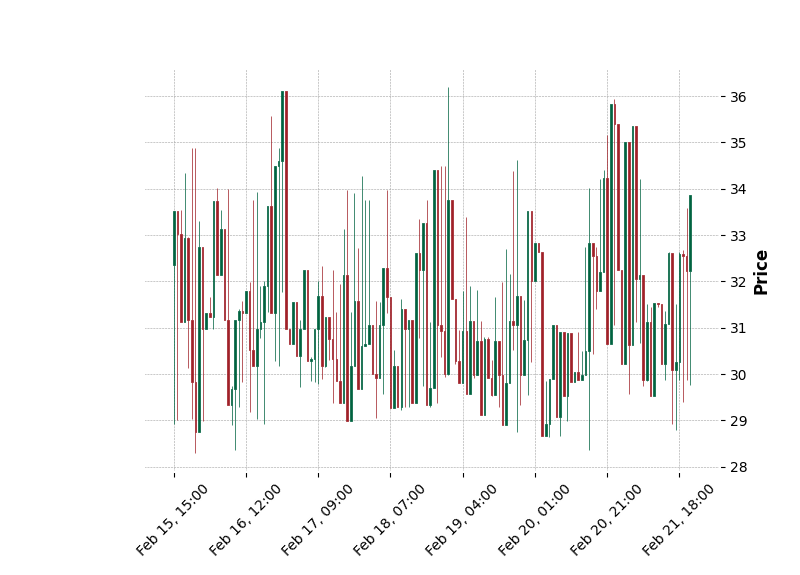 36
35
34
33
32
31
30
29
28
Price
Feb 15, 15:00
Feb 16, 12:00
Feb 17, 09:00
Feb 18, 07:00
Feb 19, 04:00
Feb 20, 01:00
Feb 20, 21:00
Feb 21, 18:00